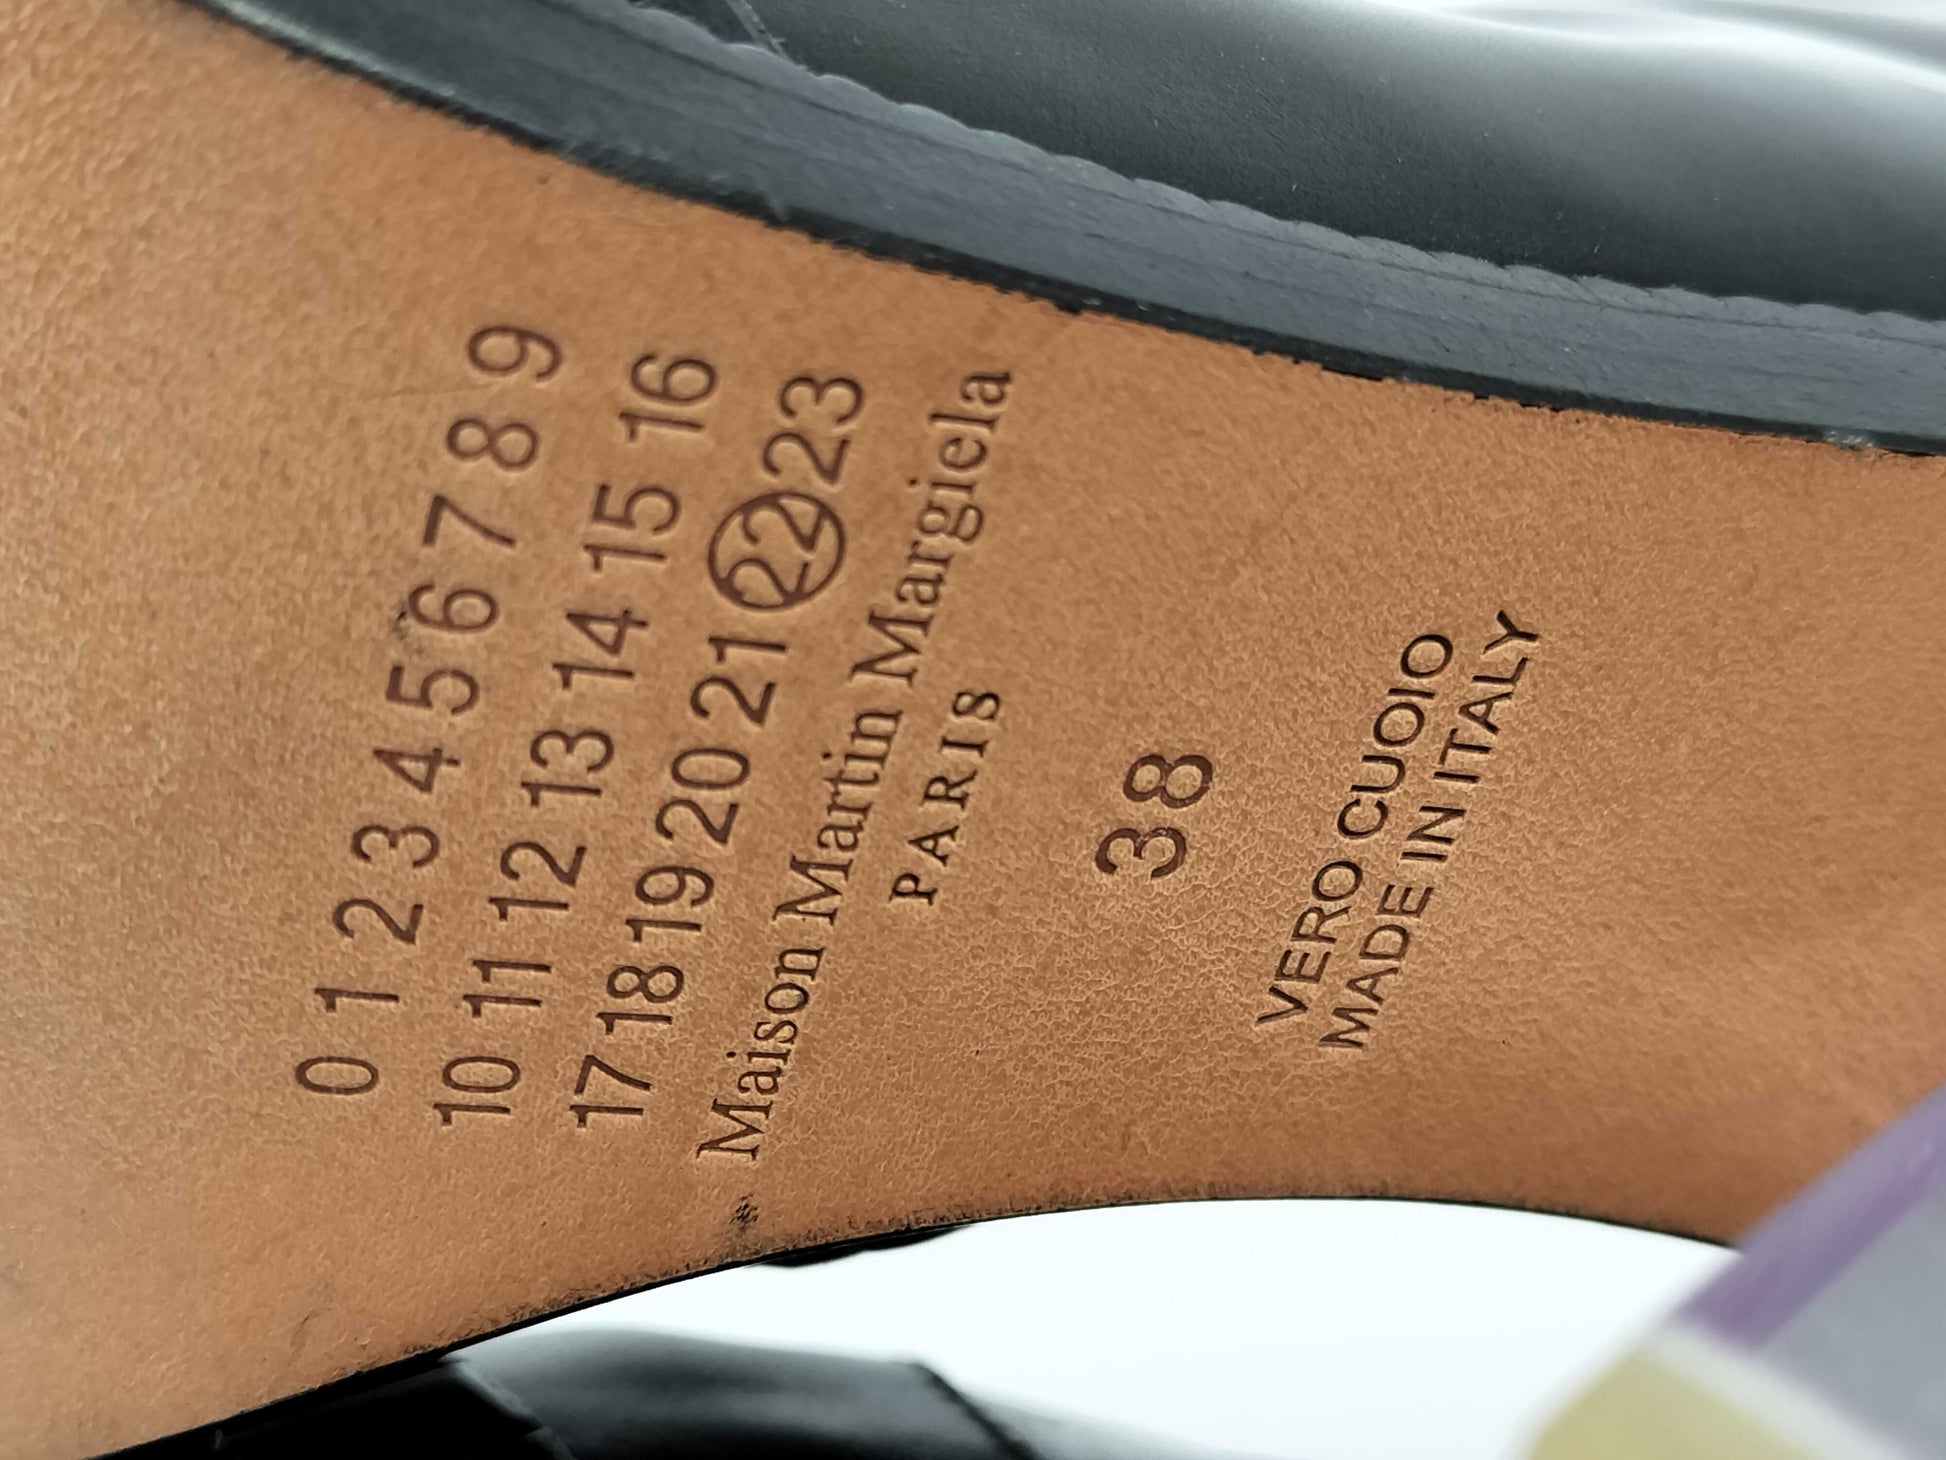 0 1 2 3 4 5 6 7 8 9
10 11 12 13 14 15 16
17 18 19 20 21 22 23
Maison Martin Margiela
PARIS
38
VERO CUOIO
MADE IN ITALY